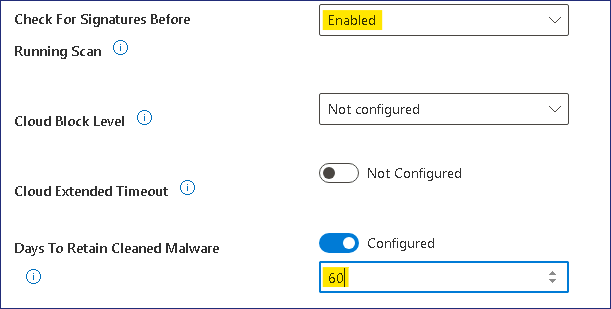 Check For Signatures Before
Running Scan
Enabled
Cloud Block Level
Not configured
Cloud Extended Timeout
Not Configured
Days To Retain Cleaned Malware
Configured
60